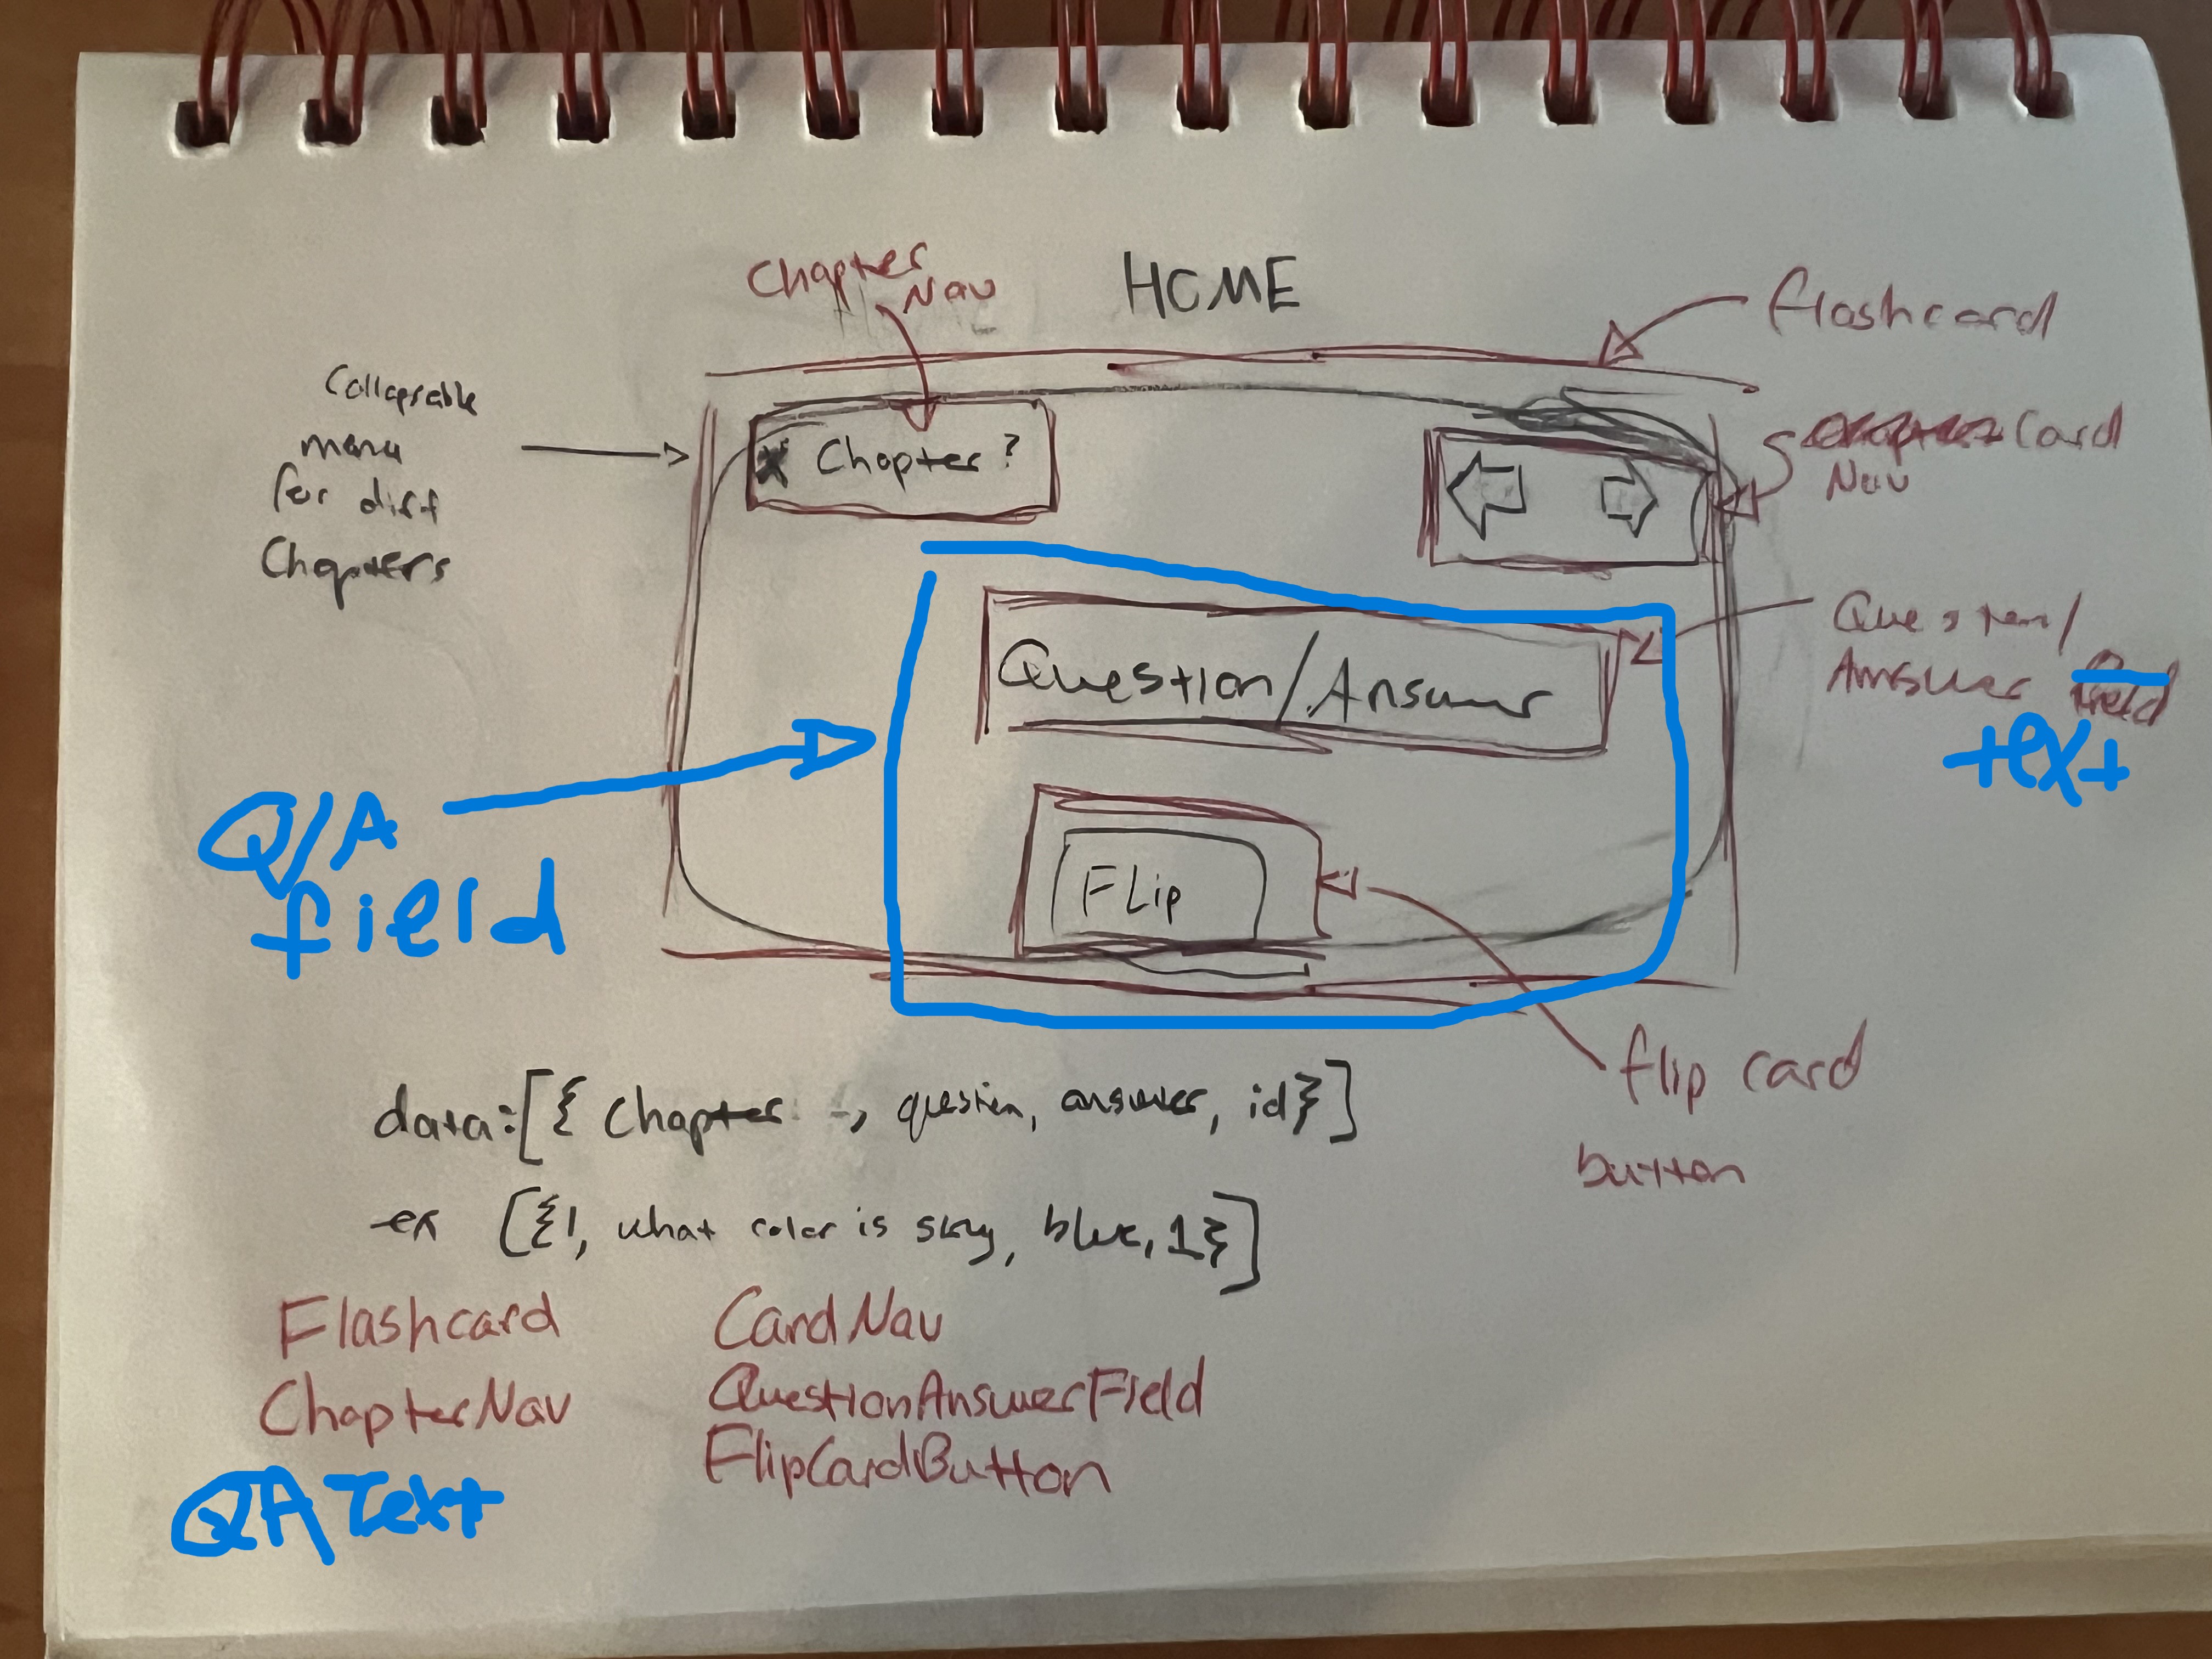 HOME
Chapter
Nav
flashcard
Collapsable
menu
for diff
Chapters
Chapter?
Card
Nav
Question/Answer
Question/
Answer field
text
Q/A
field
FLip
flip card
button
data:[{ Chapter , question, answer, id}]
ex [{1, what color is sky, blue, 1}]
Flashcard
CardNav
ChapterNav
QuestionAnswerField
FlipCardButton
QA Text